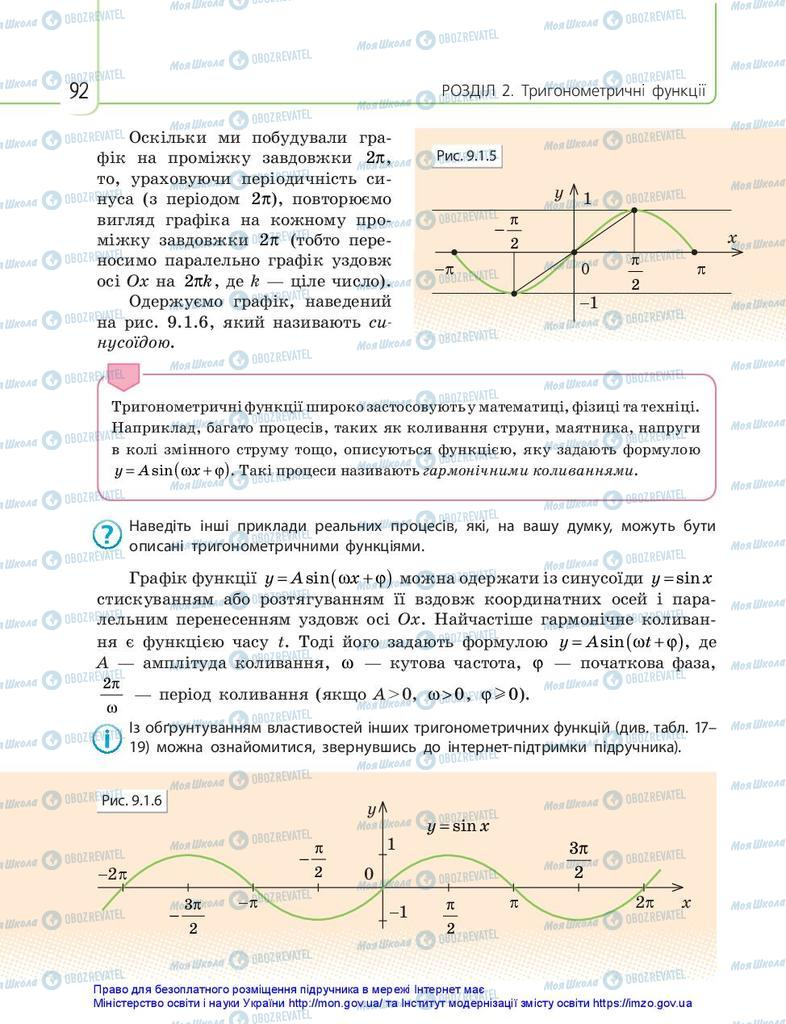 92
РОЗДІЛ 2. Тригонометричні функції
Оскільки ми побудували гра-
фік на проміжку завдовжки 2π,
то, ураховуючи періодичність си-
нуса (з періодом 2π), повторюємо
вигляд графіка на кожному про-
міжку завдовжки 2π (тобто пере-
носимо паралельно графік уздовж
осі Ox на 2πk, де k — ціле число).
Одержуємо графік, наведений
на рис. 9.1.6, який називають си-
нусоїдою.
Рис. 9.1.5
y
1
−π/2
x
−π
0
π/2
π
−1
Тригонометричні функції широко застосовують у математиці, фізиці та техніці.
Наприклад, багато процесів, таких як коливання струни, маятника, напруги
в колі змінного струму тощо, описуються функцією, яку задають формулою
y = A sin(ωx + φ). Такі процеси називають гармонічними коливаннями.
? Наведіть інші приклади реальних процесів, які, на вашу думку, можуть бути
описані тригонометричними функціями.
Графік функції y = A sin(ωx + φ) можна одержати із синусоїди y = sin x
стискуванням або розтягуванням її вздовж координатних осей і пара-
лельним перенесенням уздовж осі Ox. Найчастіше гармонічне коливан-
ня є функцією часу t. Тоді його задають формулою y = A sin(ωt + φ), де
A — амплітуда коливання, ω — кутова частота, φ — початкова фаза,
2π/ω — період коливання (якщо A > 0, ω > 0, φ ⩾ 0).
i Із обґрунтуванням властивостей інших тригонометричних функцій (див. табл. 17–
19) можна ознайомитися, звернувшись до інтернет-підтримки підручника).
Рис. 9.1.6
y
y = sin x
1
−π/2
3π/2
−2π
0
−3π/2
−π
−1
π/2
π
2π
x
Право для безоплатного розміщення підручника в мережі Інтернет має
Міністерство освіти і науки України http://mon.gov.ua/ та Інститут модернізації змісту освіти https://imzo.gov.ua
Моя Школа OBOZREVATEL